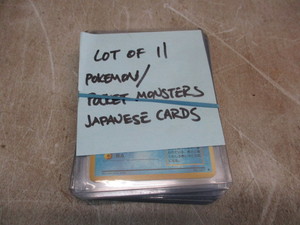 LOT OF 11
POKEMON/
POCKET MONSTERS
JAPANESE CARDS